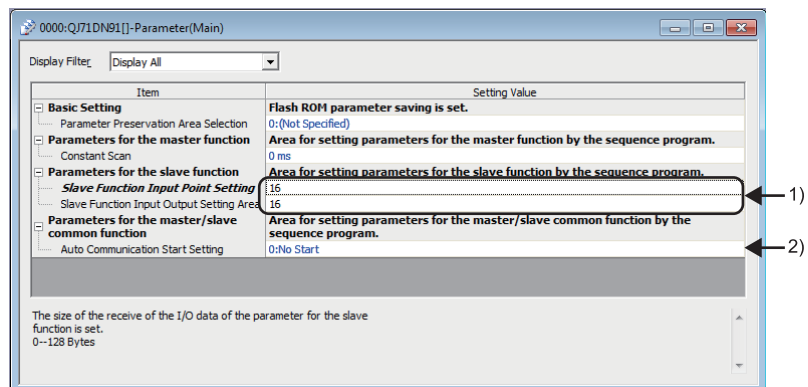 0000:QJ71DN91[]-Parameter(Main)
Display Filter Display All
Item Setting Value
Basic Setting Flash ROM parameter saving is set.
Parameter Preservation Area Selection 0:(Not Specified)
Parameters for the master function Area for setting parameters for the master function by the sequence program.
Constant Scan 0 ms
Parameters for the slave function Area for setting parameters for the slave function by the sequence program.
Slave Function Input Point Setting 16
1)
Slave Function Input Output Setting Area 16
Parameters for the master/slave Area for setting parameters for the master/slave common function by the
common function sequence program.
Auto Communication Start Setting 0:No Start
2)
The size of the receive of the I/O data of the parameter for the slave
function is set.
0--128 Bytes